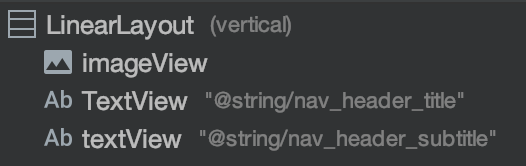 LinearLayout (vertical)
imageView
Ab TextView "@string/nav_header_title"
Ab textView "@string/nav_header_subtitle"